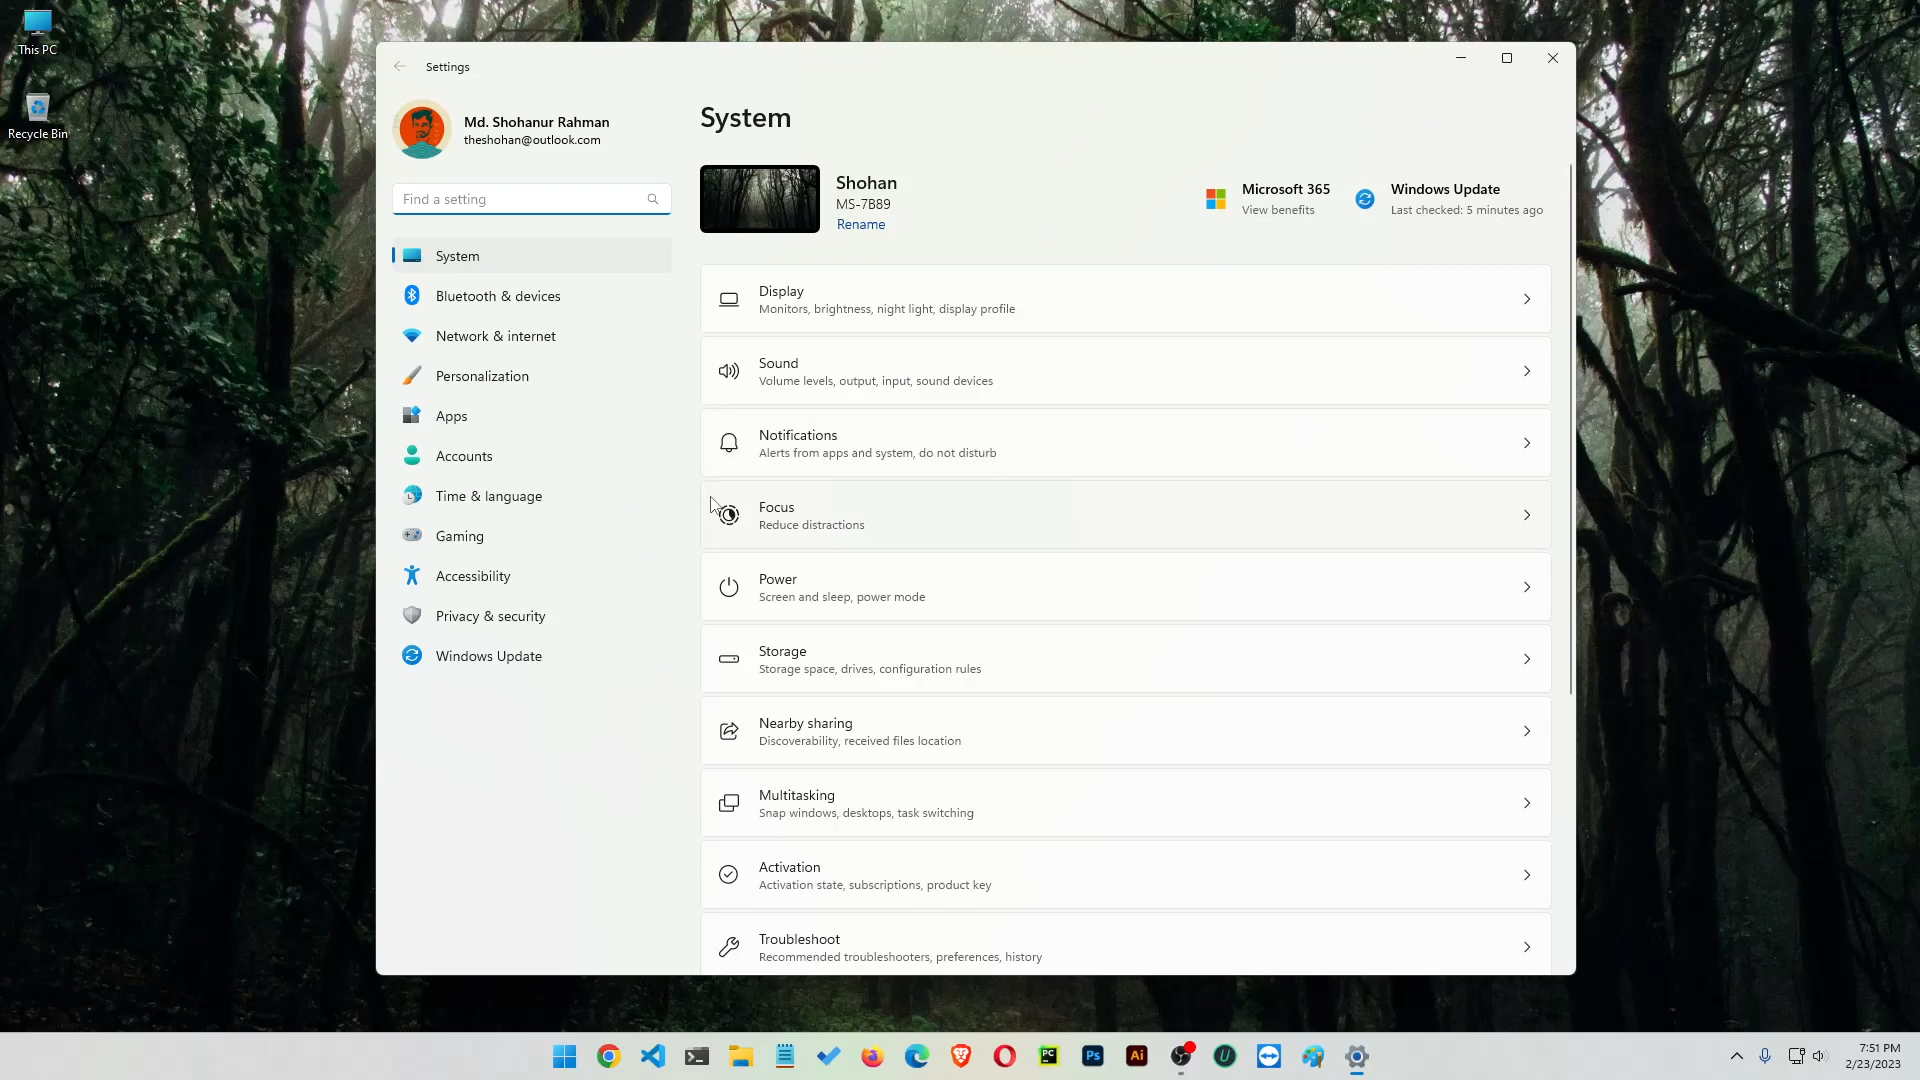 This PC
Recycle Bin
Settings
Md. Shohanur Rahman
theshohan@outlook.com
Find a setting
System
Bluetooth & devices
Network & internet
Personalization
Apps
Accounts
Time & language
Gaming
Accessibility
Privacy & security
Windows Update
System
Shohan
MS-7B89
Rename
Microsoft 365
View benefits
Windows Update
Last checked: 5 minutes ago
Display
Monitors, brightness, night light, display profile
Sound
Volume levels, output, input, sound devices
Notifications
Alerts from apps and system, do not disturb
Focus
Reduce distractions
Power
Screen and sleep, power mode
Storage
Storage space, drives, configuration rules
Nearby sharing
Discoverability, received files location
Multitasking
Snap windows, desktops, task switching
Activation
Activation state, subscriptions, product key
Troubleshoot
Recommended troubleshooters, preferences, history
PC
Ps
Ai
U
7:51 PM
2/23/2023